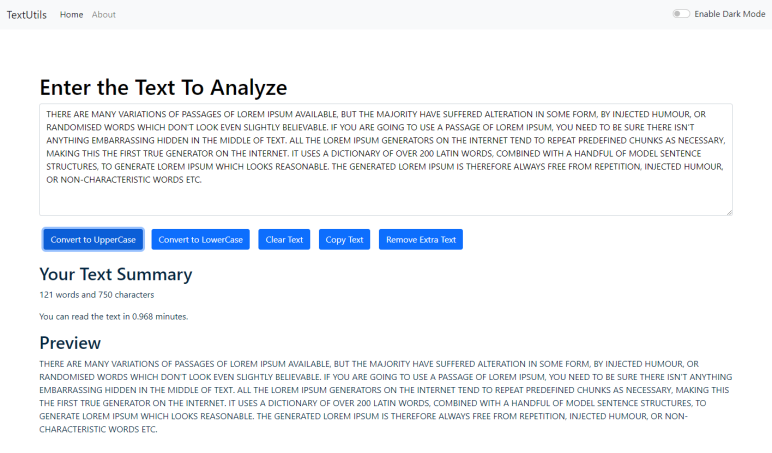 TextUtils Home About Enable Dark Mode
Enter the Text To Analyze
THERE ARE MANY VARIATIONS OF PASSAGES OF LOREM IPSUM AVAILABLE, BUT THE MAJORITY HAVE SUFFERED ALTERATION IN SOME FORM, BY INJECTED HUMOUR, OR
RANDOMISED WORDS WHICH DON'T LOOK EVEN SLIGHTLY BELIEVABLE. IF YOU ARE GOING TO USE A PASSAGE OF LOREM IPSUM, YOU NEED TO BE SURE THERE ISN'T
ANYTHING EMBARRASSING HIDDEN IN THE MIDDLE OF TEXT. ALL THE LOREM IPSUM GENERATORS ON THE INTERNET TEND TO REPEAT PREDEFINED CHUNKS AS NECESSARY,
MAKING THIS THE FIRST TRUE GENERATOR ON THE INTERNET. IT USES A DICTIONARY OF OVER 200 LATIN WORDS, COMBINED WITH A HANDFUL OF MODEL SENTENCE
STRUCTURES, TO GENERATE LOREM IPSUM WHICH LOOKS REASONABLE. THE GENERATED LOREM IPSUM IS THEREFORE ALWAYS FREE FROM REPETITION, INJECTED HUMOUR,
OR NON-CHARACTERISTIC WORDS ETC.
Convert to UpperCase Convert to LowerCase Clear Text Copy Text Remove Extra Text
Your Text Summary
121 words and 750 characters
You can read the text in 0.968 minutes.
Preview
THERE ARE MANY VARIATIONS OF PASSAGES OF LOREM IPSUM AVAILABLE, BUT THE MAJORITY HAVE SUFFERED ALTERATION IN SOME FORM, BY INJECTED HUMOUR, OR
RANDOMISED WORDS WHICH DON'T LOOK EVEN SLIGHTLY BELIEVABLE. IF YOU ARE GOING TO USE A PASSAGE OF LOREM IPSUM, YOU NEED TO BE SURE THERE ISN'T ANYTHING
EMBARRASSING HIDDEN IN THE MIDDLE OF TEXT. ALL THE LOREM IPSUM GENERATORS ON THE INTERNET TEND TO REPEAT PREDEFINED CHUNKS AS NECESSARY, MAKING THIS
THE FIRST TRUE GENERATOR ON THE INTERNET. IT USES A DICTIONARY OF OVER 200 LATIN WORDS, COMBINED WITH A HANDFUL OF MODEL SENTENCE STRUCTURES, TO
GENERATE LOREM IPSUM WHICH LOOKS REASONABLE. THE GENERATED LOREM IPSUM IS THEREFORE ALWAYS FREE FROM REPETITION, INJECTED HUMOUR, OR NON-
CHARACTERISTIC WORDS ETC.